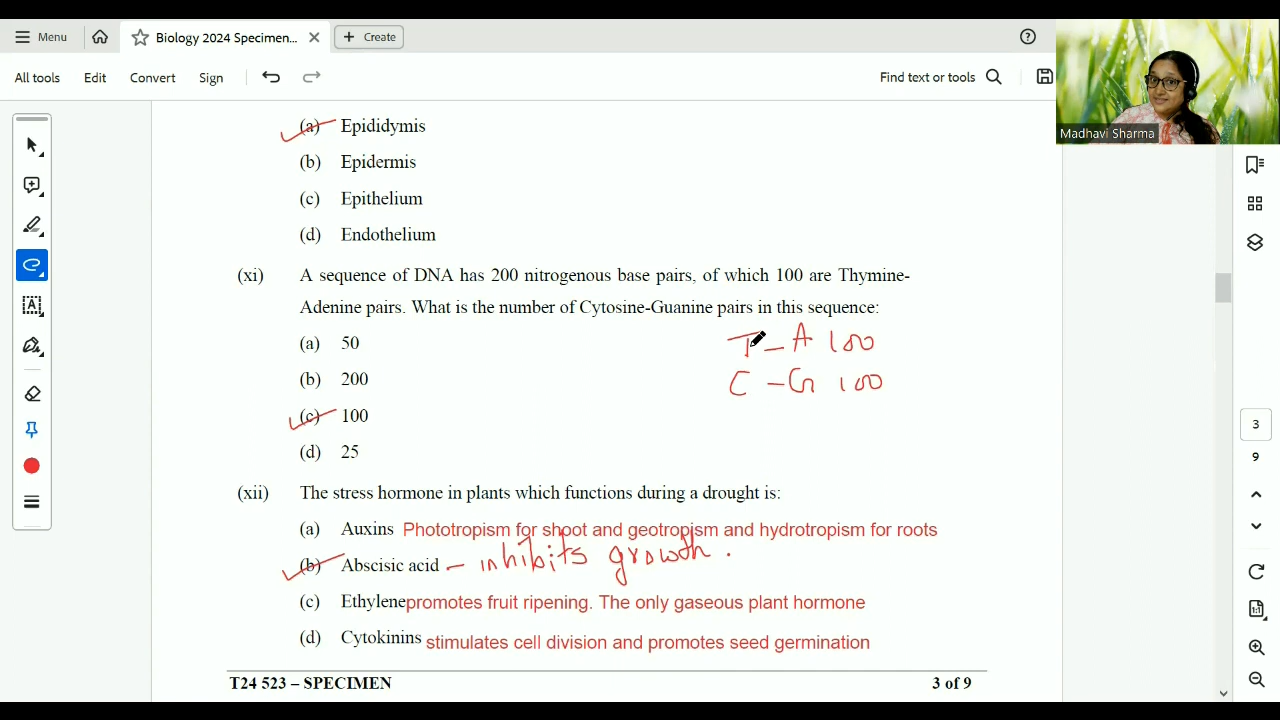 Menu
Biology 2024 Specimen...
Create
All tools Edit Convert Sign
Find text or tools
Madhavi Sharma
(a) Epididymis
(b) Epidermis
(c) Epithelium
(d) Endothelium
(xi) A sequence of DNA has 200 nitrogenous base pairs, of which 100 are Thymine-
Adenine pairs. What is the number of Cytosine-Guanine pairs in this sequence:
(a) 50
T - A 100
(b) 200
C - G 100
(c) 100
(d) 25
(xii) The stress hormone in plants which functions during a drought is:
(a) Auxins Phototropism for shoot and geotropism and hydrotropism for roots
(b) Abscisic acid - inhibits growth.
(c) Ethylene promotes fruit ripening. The only gaseous plant hormone
(d) Cytokinins stimulates cell division and promotes seed germination
T24 523 – SPECIMEN 3 of 9
3
9
1:1